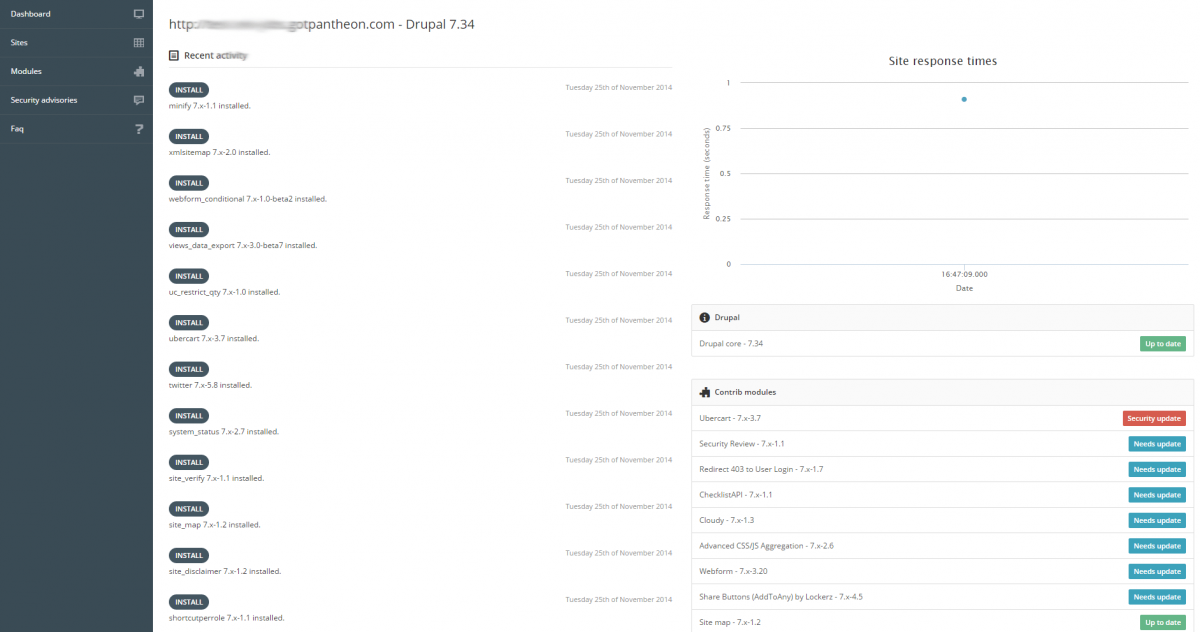 Dashboard
Sites
Modules
Security advisories
Faq
http: gotpantheon.com - Drupal 7.34
Recent activity
INSTALL
Tuesday 25th of November 2014
minify 7.x-1.1 installed.
INSTALL
Tuesday 25th of November 2014
xmlsitemap 7.x-2.0 installed.
INSTALL
Tuesday 25th of November 2014
webform_conditional 7.x-1.0-beta2 installed.
INSTALL
Tuesday 25th of November 2014
views_data_export 7.x-3.0-beta7 installed.
INSTALL
Tuesday 25th of November 2014
uc_restrict_qty 7.x-1.0 installed.
INSTALL
Tuesday 25th of November 2014
ubercart 7.x-3.7 installed.
INSTALL
Tuesday 25th of November 2014
twitter 7.x-5.8 installed.
INSTALL
Tuesday 25th of November 2014
system_status 7.x-2.7 installed.
INSTALL
Tuesday 25th of November 2014
site_verify 7.x-1.1 installed.
INSTALL
Tuesday 25th of November 2014
site_map 7.x-1.2 installed.
INSTALL
Tuesday 25th of November 2014
site_disclaimer 7.x-1.2 installed.
INSTALL
Tuesday 25th of November 2014
shortcutperrole 7.x-1.1 installed.
Site response times
Response time (seconds)
1
0.75
0.5
0.25
0
16:47:09.000
Date
Drupal
Drupal core - 7.34 Up to date
Contrib modules
Ubercart - 7.x-3.7 Security update
Security Review - 7.x-1.1 Needs update
Redirect 403 to User Login - 7.x-1.7 Needs update
ChecklistAPI - 7.x-1.1 Needs update
Cloudy - 7.x-1.3 Needs update
Advanced CSS/JS Aggregation - 7.x-2.6 Needs update
Webform - 7.x-3.20 Needs update
Share Buttons (AddToAny) by Lockerz - 7.x-4.5 Needs update
Site map - 7.x-1.2 Up to date